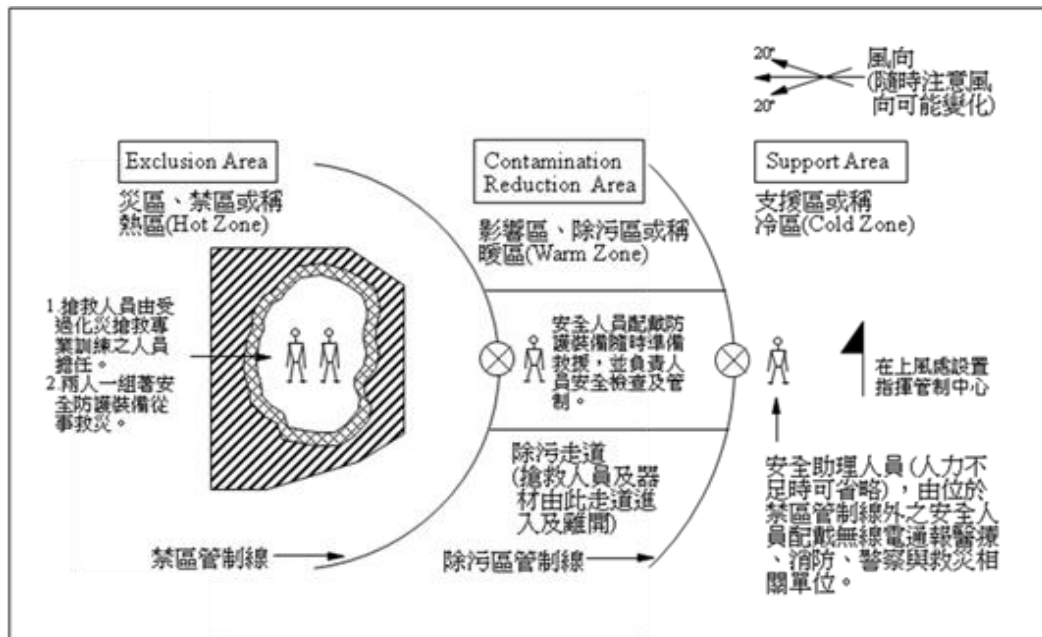 20°
風向
(隨時注意風
向可能變化)
20°
Exclusion Area
災區、禁區或稱
熱區(Hot Zone)
Contamination
Reduction Area
影響區、除污區或稱
暖區(Warm Zone)
Support Area
支援區或稱
冷區(Cold Zone)
1.搶救人員由受
過化災搶救專
業訓練之人員
擔任。
2.兩人一組著安
全防護裝備從
事救災。
安全人員配戴防
護裝備隨時準備
救援，並負責人
員安全檢查及管
制。
在上風處設置
指揮管制中心
除污走道
(搶救人員及器
材由此走道進
入及離開)
安全助理人員(人力不
足時可省略)，由位於
禁區管制線外之安全人
員配戴無線電通報醫療
、消防、警察與救災相
關單位。
禁區管制線
除污區管制線